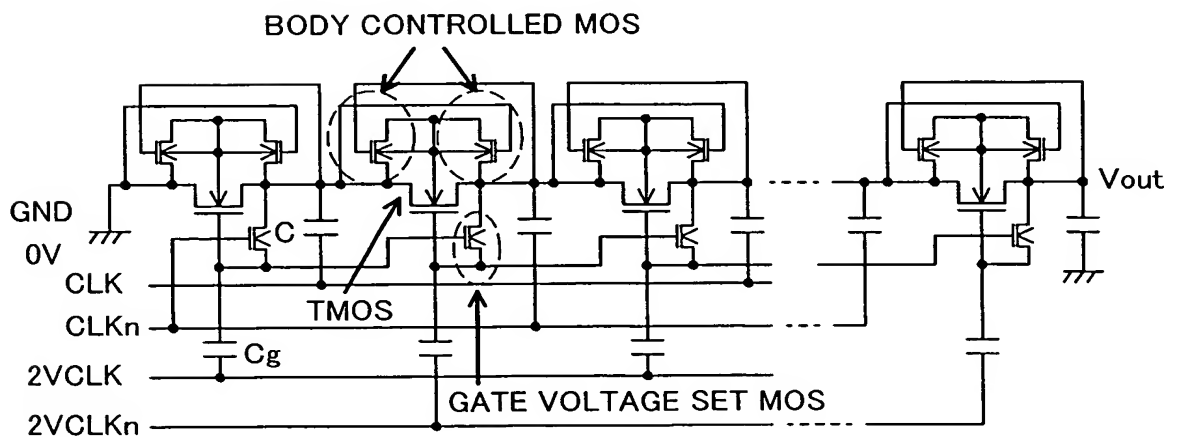 BODY CONTROLLED MOS
Vout
GND
0V
C
CLK
TMOS
CLKn
Cg
2VCLK
GATE VOLTAGE SET MOS
2VCLKn